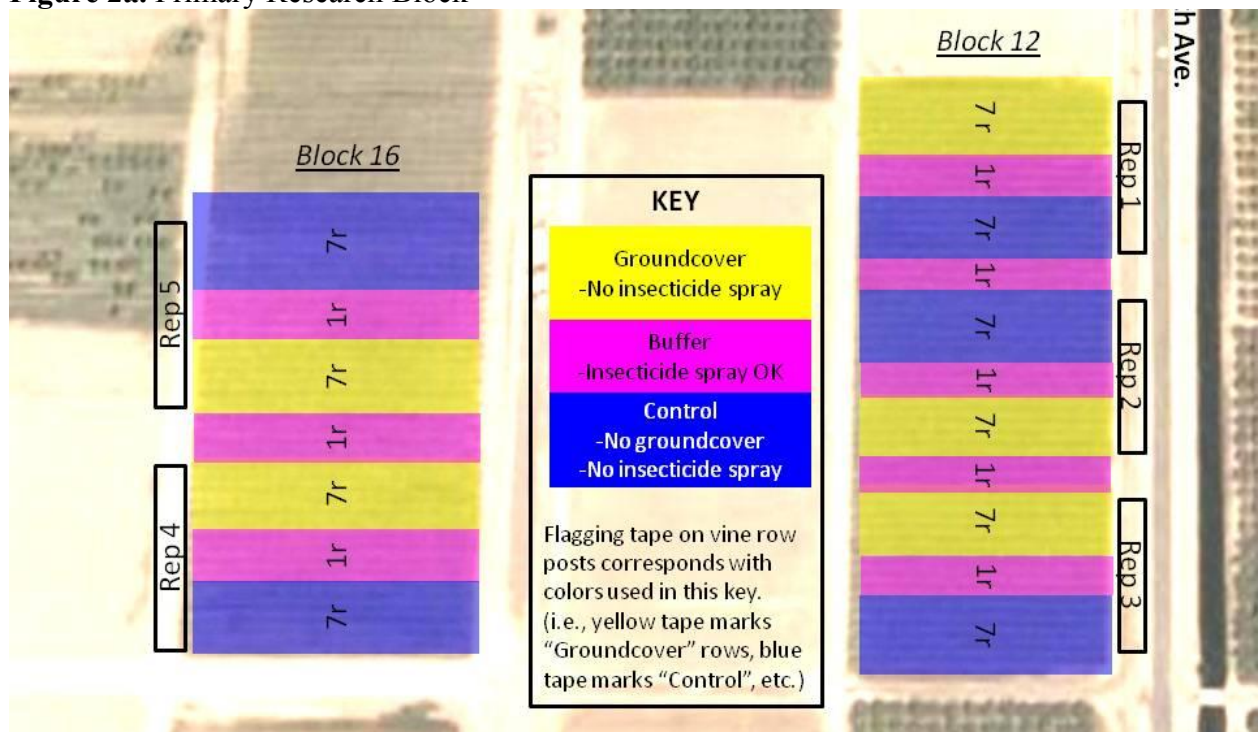 Figure 2a. Primary Research Block
Block 16
7r
1r
7r
1r
7r
1r
7r
Rep 5
Rep 4
KEY
Groundcover
-No insecticide spray
Buffer
-Insecticide spray OK
Control
-No groundcover
-No insecticide spray
Flagging tape on vine row
posts corresponds with
colors used in this key.
(i.e., yellow tape marks
"Groundcover" rows, blue
tape marks "Control", etc.)
Block 12
7r
1r
7r
1r
7r
1r
7r
1r
7r
1r
7r
Rep 1
Rep 2
Rep 3
h Ave.